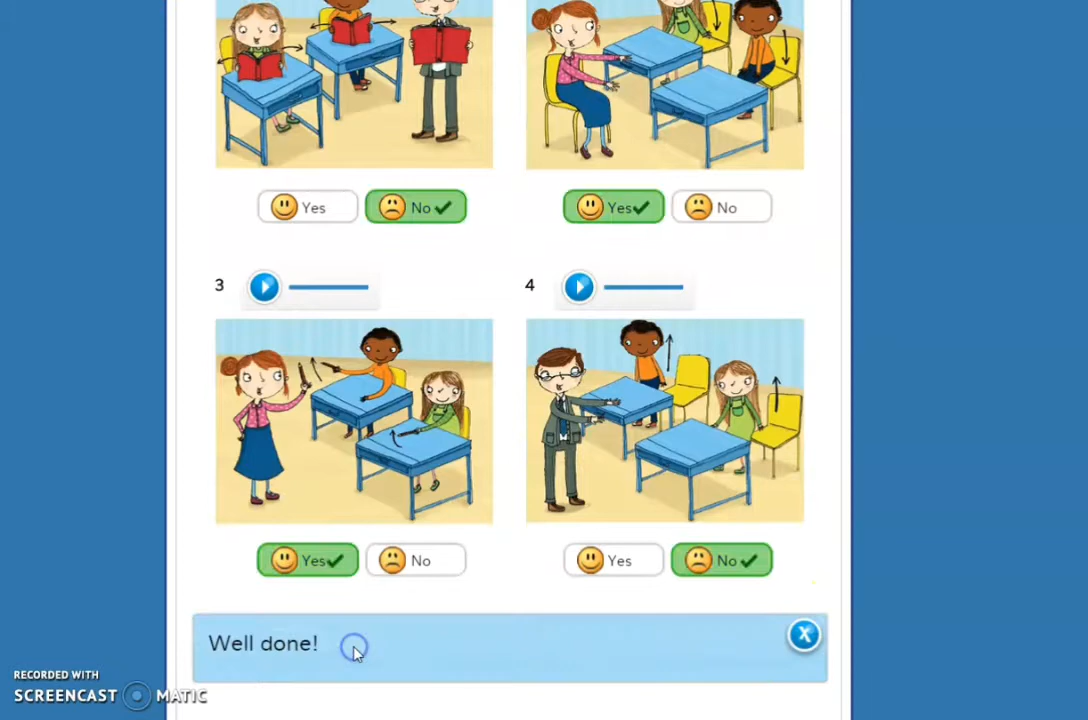 Yes No Yes No
3 4
Yes No Yes No
Well done! X
RECORDED WITH
SCREENCAST MATIC